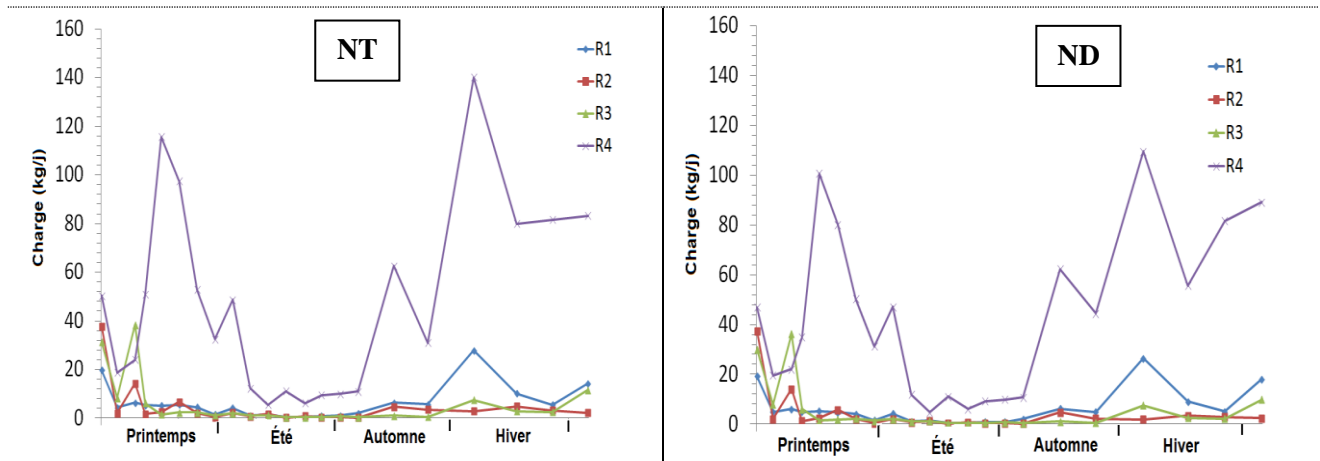 NT
Charge (kg/j)
160
140
120
100
80
60
40
20
0
R1
R2
R3
R4
Printemps Été Automne Hiver
ND
Charge (kg/j)
160
140
120
100
80
60
40
20
0
R1
R2
R3
R4
Printemps Été Automne Hiver